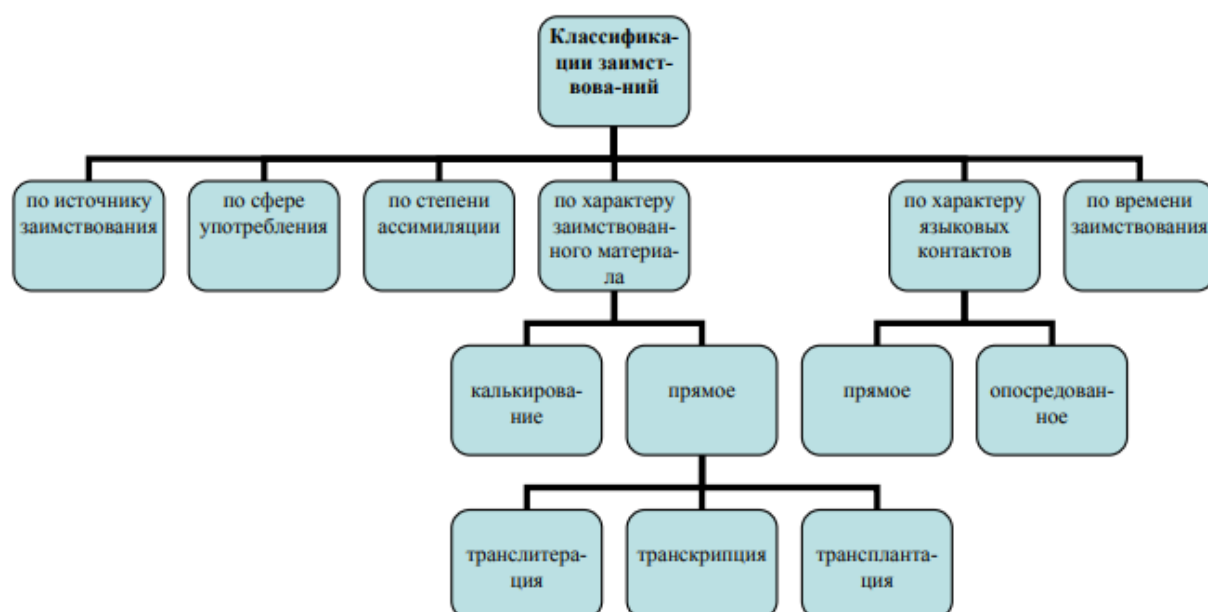 Классифика-
ции заимст-
вова-ний
по источнику
заимствования
по сфере
употребления
по степени
ассимиляции
по характеру
заимствован-
ного материа-
ла
по характеру
языковых
контактов
по времени
заимствования
калькирова-
ние
прямое
прямое
опосредован-
ное
транслитера-
ция
транскрипция
транспланта-
ция